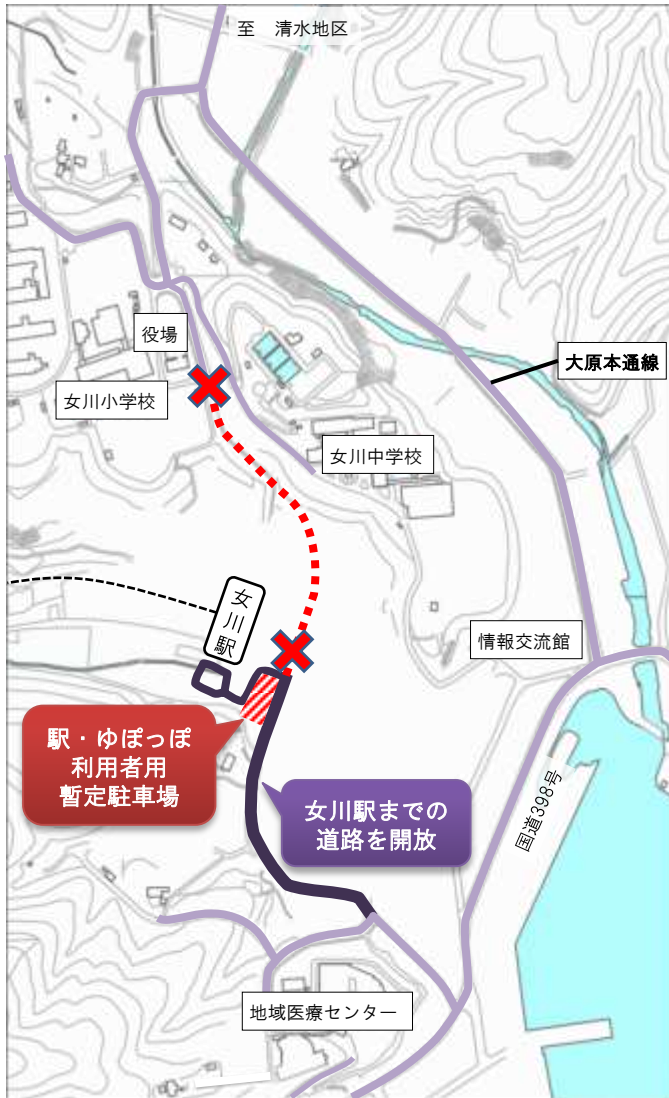 至　清水地区
役場
大原本通線
女川小学校
女川中学校
女川駅
情報交流館
駅・ゆぽっぽ
利用者用
暫定駐車場
女川駅までの
道路を開放
国道398号
地域医療センター